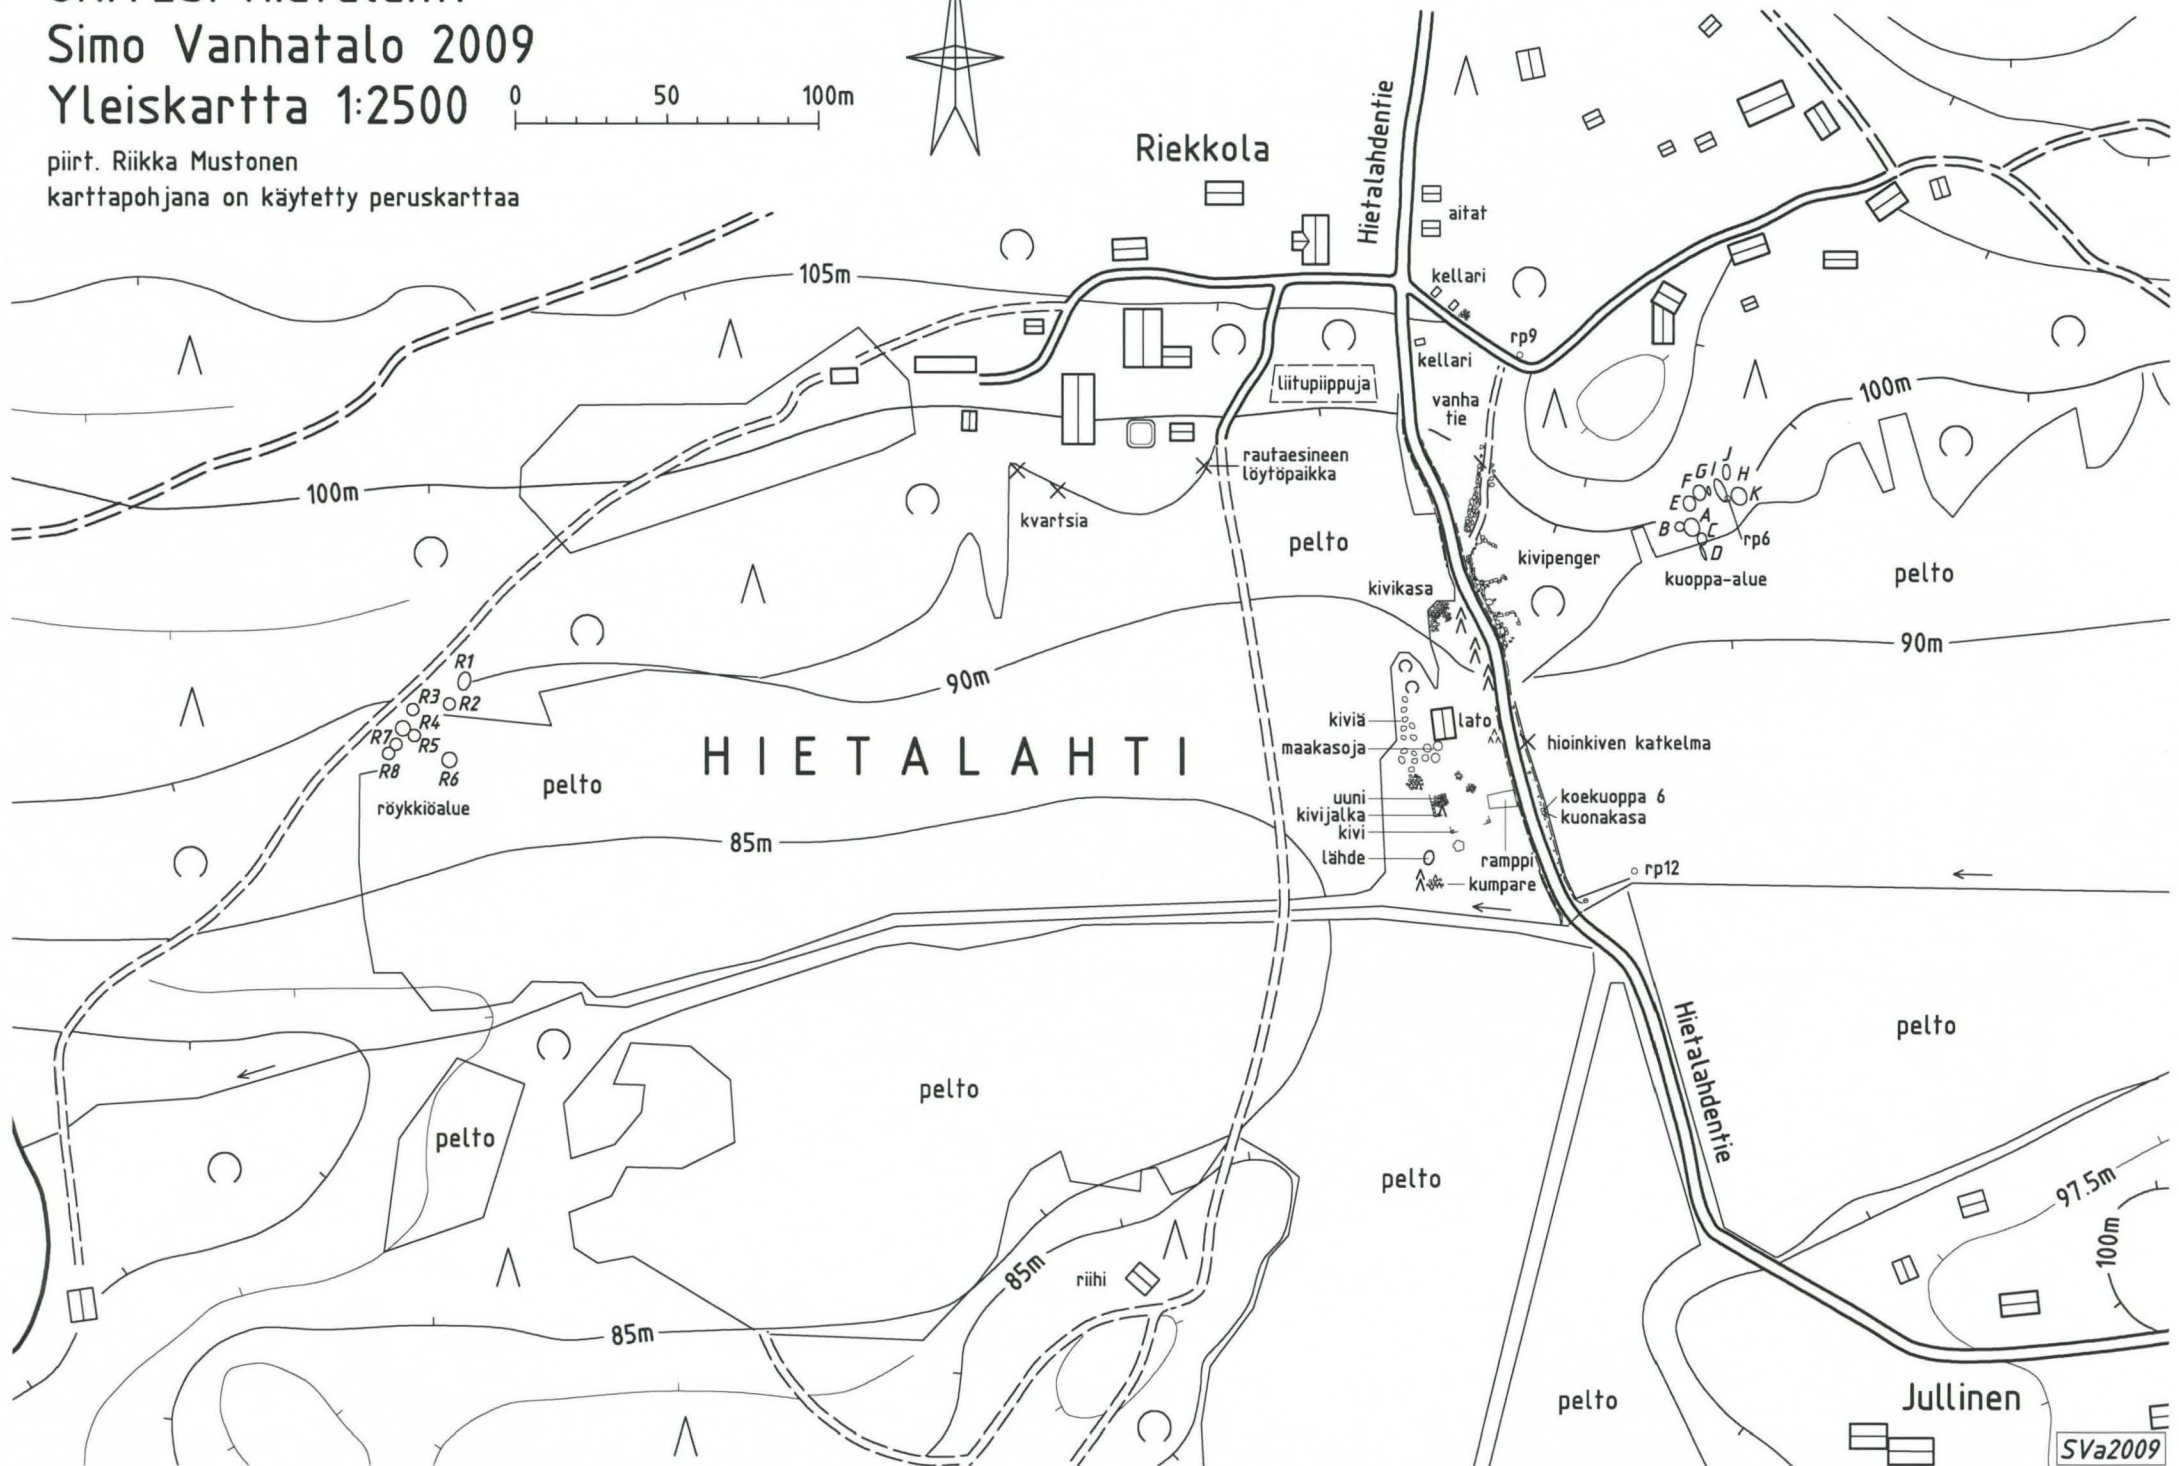 Simo Vanhatalo 2009
Yleiskartta 1:2500
0 50 100m
piirt. Riikka Mustonen
karttapohjana on käytetty peruskarttaa
Riekkola
Hietalahdentie
aitat
kellari
105m
rp9
kellari
liitupiippuja
vanha
tie
100m
rautaesineen
löytöpaikka
100m
kvartsia
pelto
J
G I H
F K
E
A
B C
D
rp6
kivipenger
kuoppa-alue
pelto
kivikasa
90m
90m
R1
R3 R2
R4
R7 R5
R8 R6
röykkiöalue
pelto
HIETALAHTI
kiviä
lato
maakasoja
hioinkiven katkelma
uuni
kivijalka
kivi
koekuoppa 6
kuonakasa
85m
lähde
ramppi
kumpare
rp12
Hietalahdentie
pelto
pelto
pelto
pelto
97.5m
100m
85m
riihi
85m
pelto
Jullinen
SVa2009